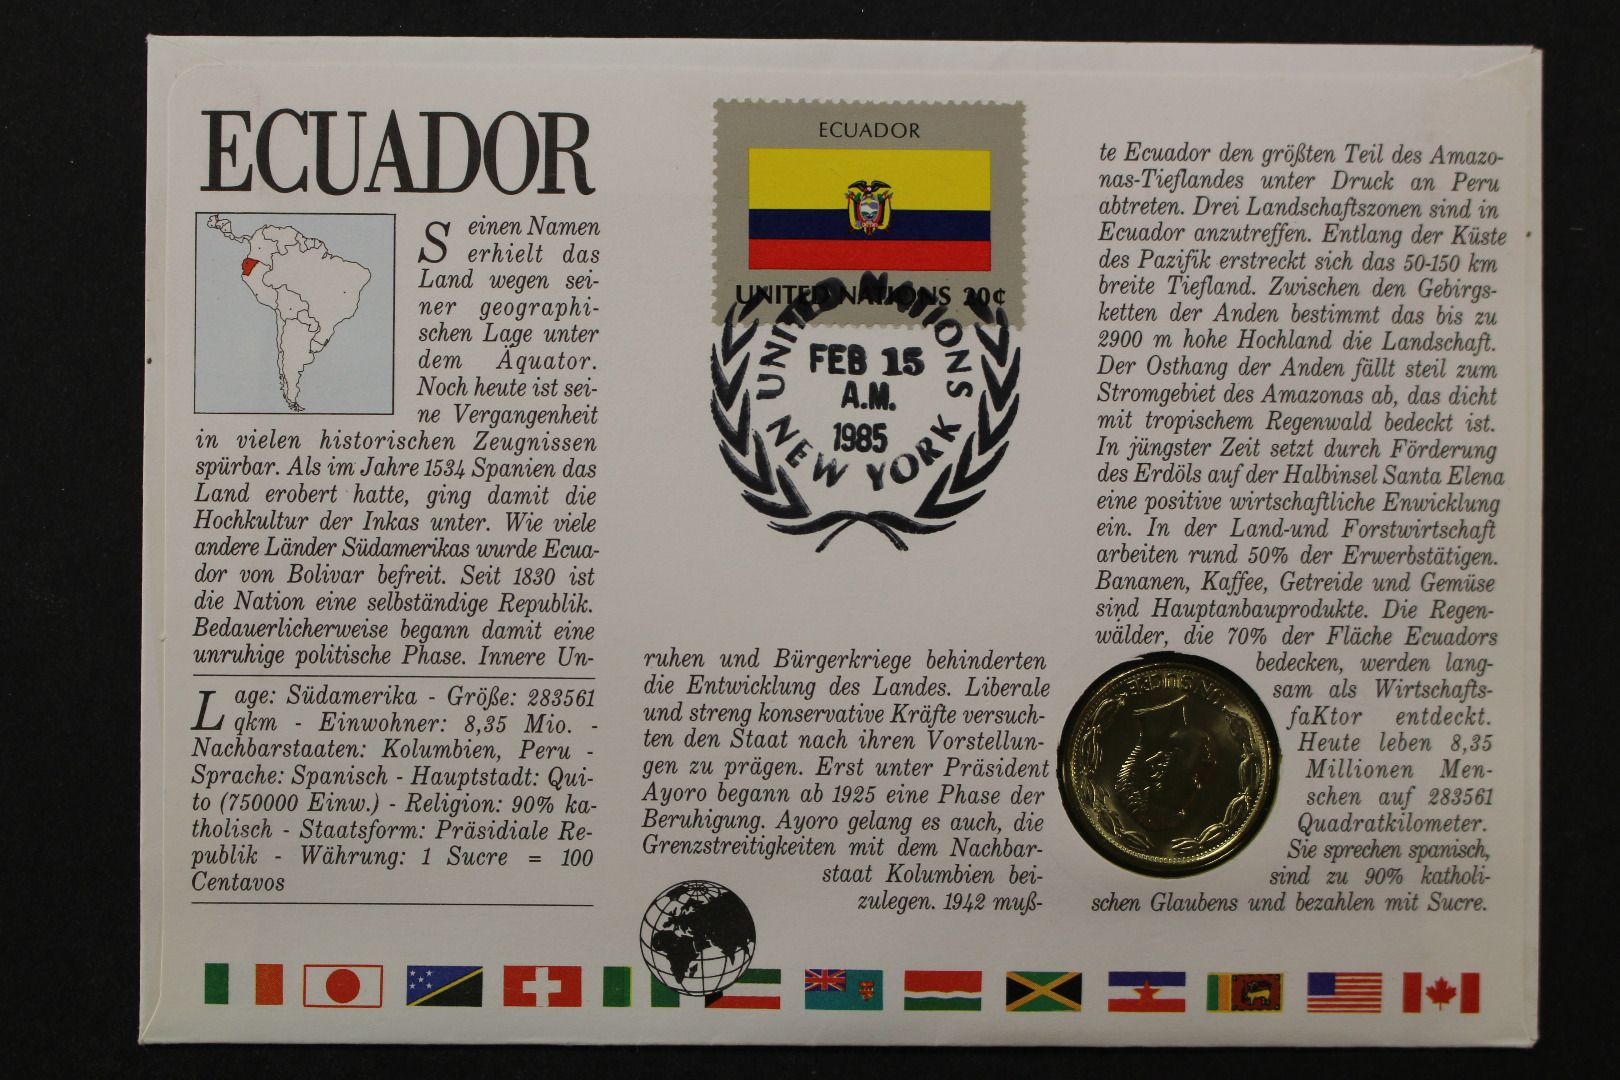 ECUADOR
Seinen Namen
erhielt das
Land wegen sei-
ner geographi-
schen Lage unter
dem Äquator.
Noch heute ist sei-
ne Vergangenheit
in vielen historischen Zeugnissen
spürbar. Als im Jahre 1534 Spanien das
Land erobert hatte, ging damit die
Hochkultur der Inkas unter. Wie viele
andere Länder Südamerikas wurde Ecua-
dor von Bolivar befreit. Seit 1830 ist
die Nation eine selbständige Republik.
Bedauerlicherweise begann damit eine
unruhige politische Phase. Innere Un-
Lage: Südamerika - Größe: 283561
qkm - Einwohner: 8,35 Mio. -
Nachbarstaaten: Kolumbien, Peru -
Sprache: Spanisch - Hauptstadt: Qui-
to (750000 Einw.) - Religion: 90% ka-
tholisch - Staatsform: Präsidiale Re-
publik - Währung: 1 Sucre = 100
Centavos
ECUADOR
UNITED NATIONS 20¢
UNITED NATIONS
FEB 15
A.M.
1985
NEW YORK
ruhen und Bürgerkriege behinderten
die Entwicklung des Landes. Liberale
und streng konservative Kräfte versuch-
ten den Staat nach ihren Vorstellun-
gen zu prägen. Erst unter Präsident
Ayoro begann ab 1925 eine Phase der
Beruhigung. Ayoro gelang es auch, die
Grenzstreitigkeiten mit dem Nachbar-
staat Kolumbien bei-
zulegen. 1942 muß-
te Ecuador den größten Teil des Amazo-
nas-Tieflandes unter Druck an Peru
abtreten. Drei Landschaftszonen sind in
Ecuador anzutreffen. Entlang der Küste
des Pazifik erstreckt sich das 50-150 km
breite Tiefland. Zwischen den Gebirgs-
ketten der Anden bestimmt das bis zu
2900 m hohe Hochland die Landschaft.
Der Osthang der Anden fällt steil zum
Stromgebiet des Amazonas ab, das dicht
mit tropischem Regenwald bedeckt ist.
In jüngster Zeit setzt durch Förderung
des Erdöls auf der Halbinsel Santa Elena
eine positive wirtschaftliche Enwicklung
ein. In der Land-und Forstwirtschaft
arbeiten rund 50% der Erwerbstätigen.
Bananen, Kaffee, Getreide und Gemüse
sind Hauptanbauprodukte. Die Regen-
wälder, die 70% der Fläche Ecuadors
bedecken, werden lang-
sam als Wirtschafts-
faKtor entdeckt.
Heute leben 8,35
Millionen Men-
schen auf 283561
Quadratkilometer.
Sie sprechen spanisch,
sind zu 90% katholi-
schen Glaubens und bezahlen mit Sucre.
UN SUCRE